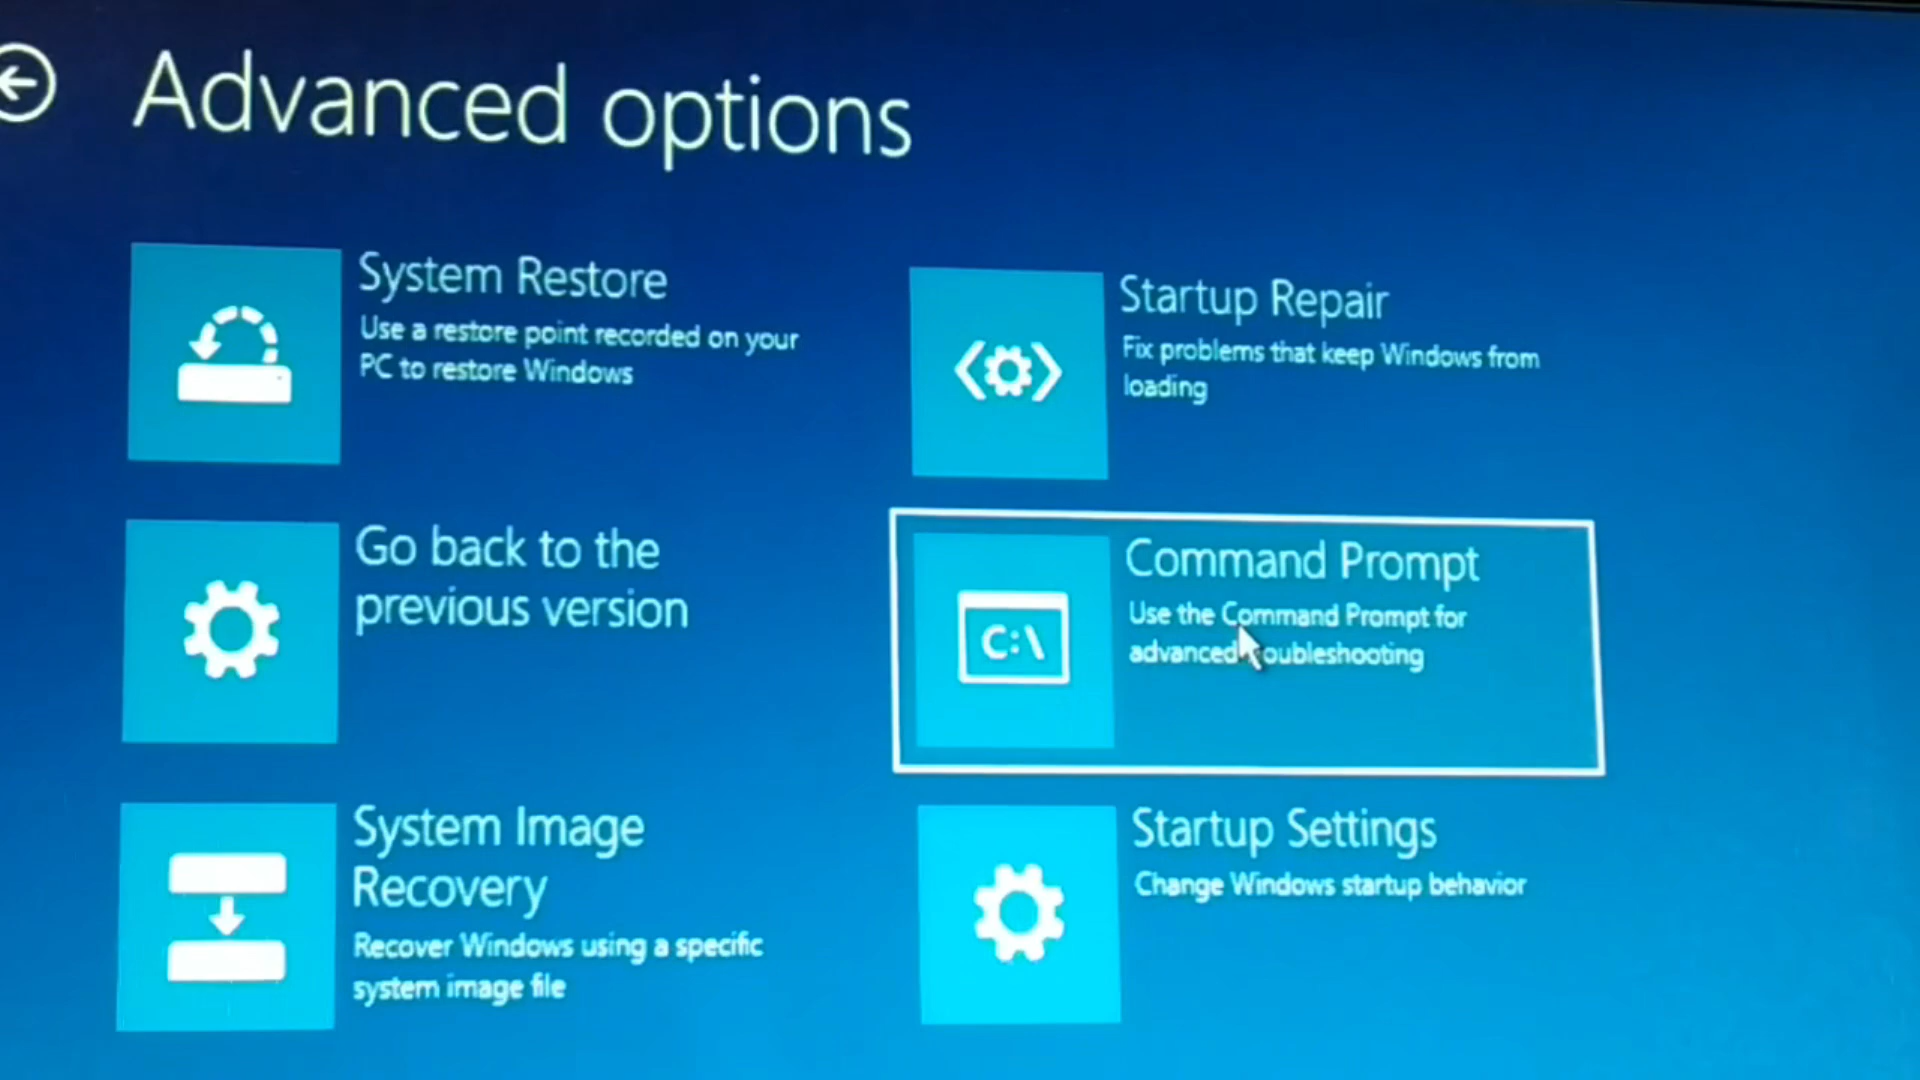 Advanced options
System Restore
Use a restore point recorded on your
PC to restore Windows
Startup Repair
Fix problems that keep Windows from
loading
Go back to the
previous version
C:\
Command Prompt
Use the Command Prompt for
advanced troubleshooting
System Image
Recovery
Recover Windows using a specific
system image file
Startup Settings
Change Windows startup behavior